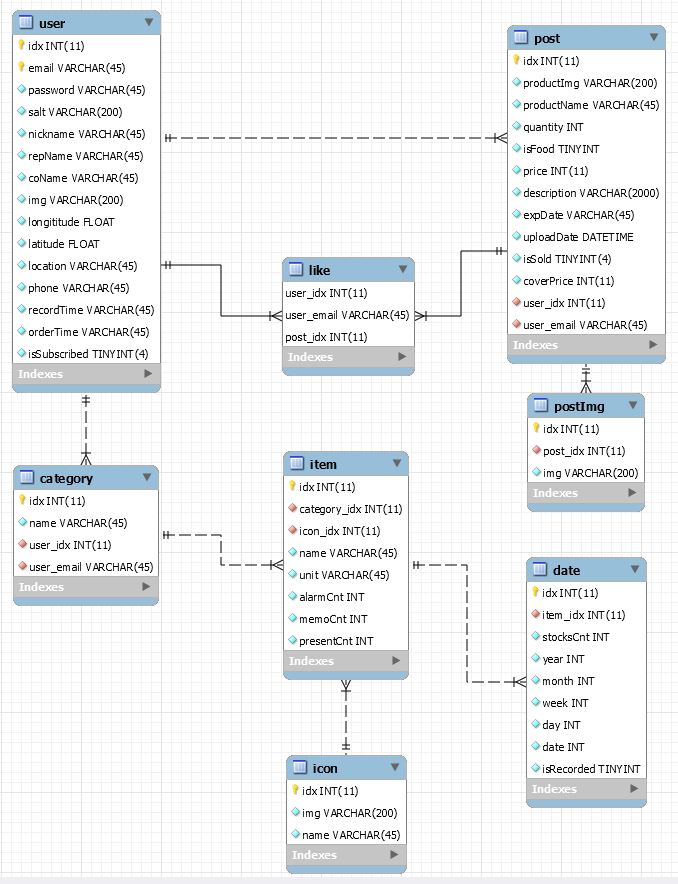 user
idx INT(11)
email VARCHAR(45)
password VARCHAR(45)
salt VARCHAR(200)
nickname VARCHAR(45)
repName VARCHAR(45)
coName VARCHAR(45)
img VARCHAR(200)
longititude FLOAT
latitude FLOAT
location VARCHAR(45)
phone VARCHAR(45)
recordTime VARCHAR(45)
orderTime VARCHAR(45)
isSubscribed TINYINT(4)
Indexes
post
idx INT(11)
productImg VARCHAR(200)
productName VARCHAR(45)
quantity INT
isFood TINYINT
price INT(11)
description VARCHAR(2000)
expDate VARCHAR(45)
uploadDate DATETIME
isSold TINYINT(4)
coverPrice INT(11)
user_idx INT(11)
user_email VARCHAR(45)
Indexes
like
user_idx INT(11)
user_email VARCHAR(45)
post_idx INT(11)
Indexes
postImg
idx INT(11)
post_idx INT(11)
img VARCHAR(200)
Indexes
category
idx INT(11)
name VARCHAR(45)
user_idx INT(11)
user_email VARCHAR(45)
Indexes
item
idx INT(11)
category_idx INT(11)
icon_idx INT(11)
name VARCHAR(45)
unit VARCHAR(45)
alarmCnt INT
memoCnt INT
presentCnt INT
Indexes
date
idx INT(11)
item_idx INT(11)
stocksCnt INT
year INT
month INT
week INT
day INT
date INT
isRecorded TINYINT
Indexes
icon
idx INT(11)
img VARCHAR(200)
name VARCHAR(45)
Indexes